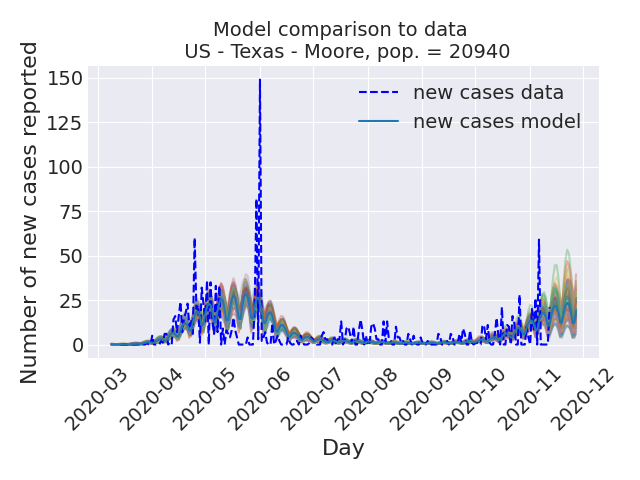 Model comparison to data
US - Texas - Moore, pop. = 20940
Number of new cases reported
150
125
100
75
50
25
0
new cases data
new cases model
2020-03
2020-04
2020-05
2020-06
2020-07
2020-08
2020-09
2020-10
2020-11
2020-12
Day